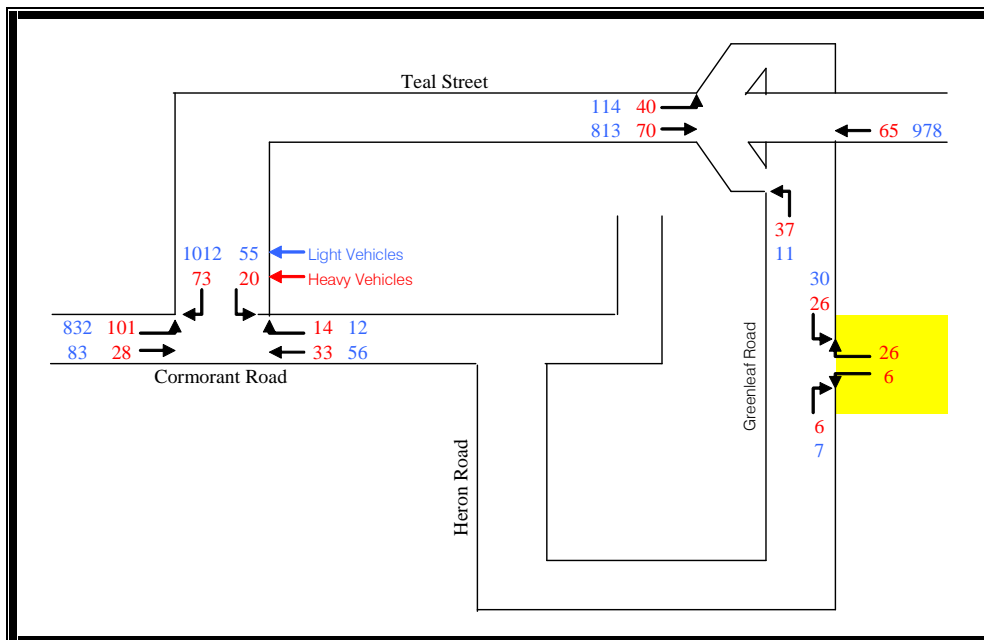 Teal Street
114 40
813 70
65 978
37
11
1012 55 Light Vehicles
73 20 Heavy Vehicles
30
26
832 101
83 28
14 12
33 56
Cormorant Road
26
6
6
7
Greenleaf Road
Heron Road